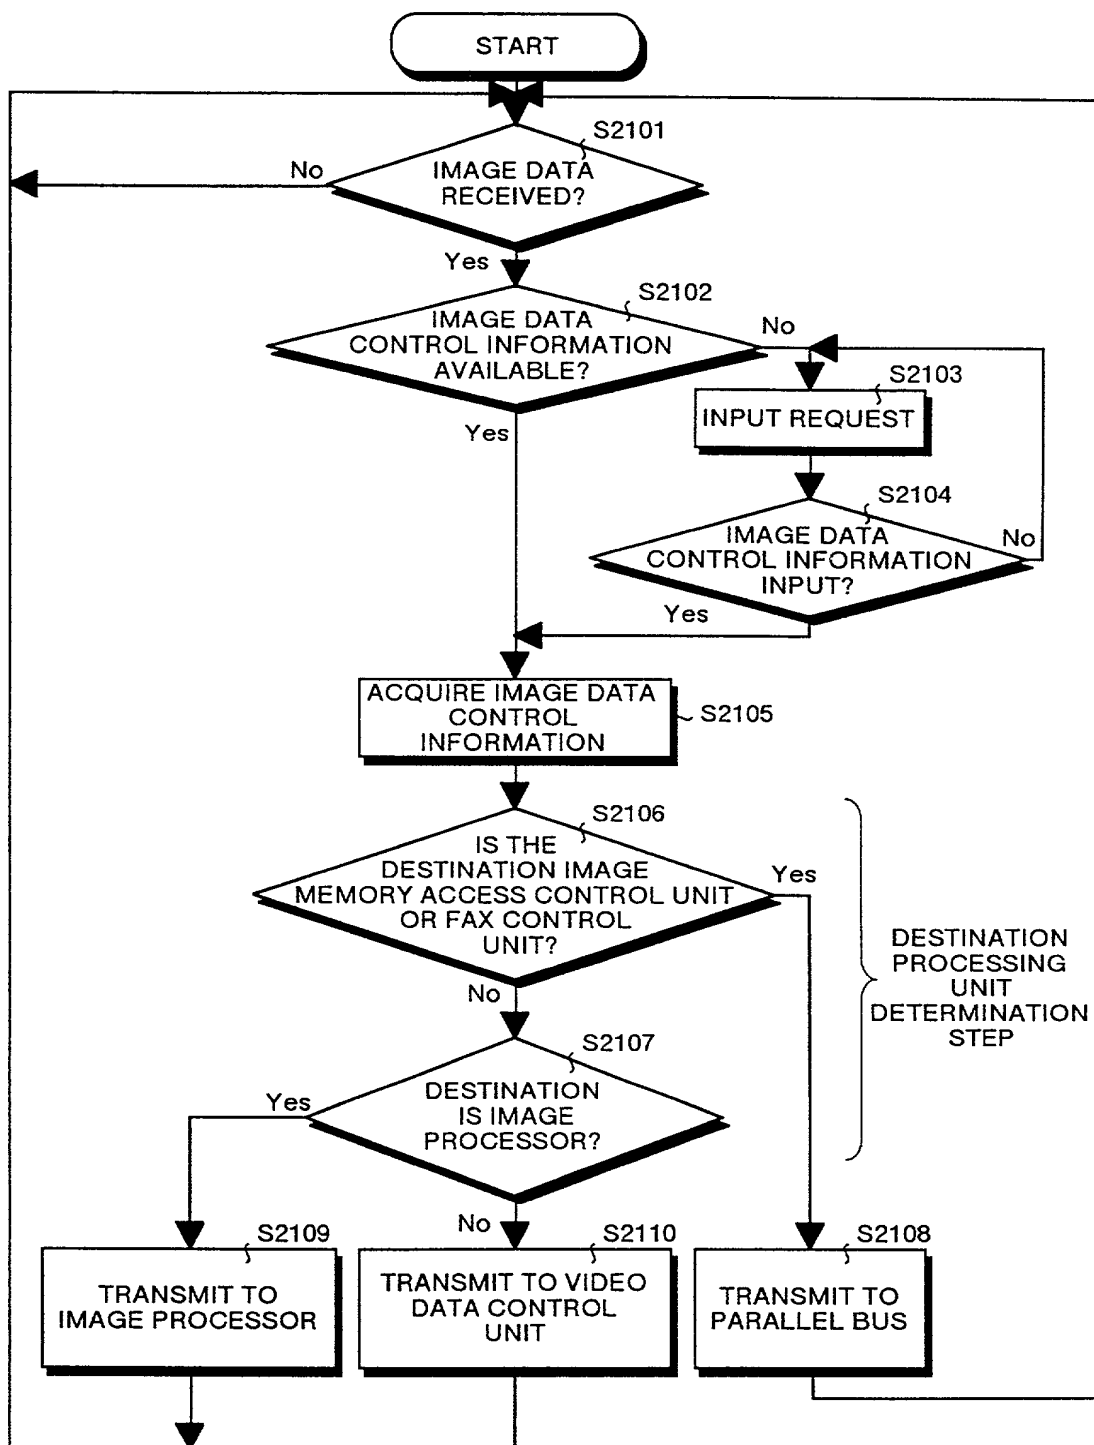 START
S2101
No
IMAGE DATA
RECEIVED?
Yes
S2102
IMAGE DATA
CONTROL INFORMATION
AVAILABLE?
No
S2103
INPUT REQUEST
Yes
S2104
IMAGE DATA
CONTROL INFORMATION
INPUT?
No
Yes
ACQUIRE IMAGE DATA
CONTROL
INFORMATION
S2105
S2106
IS THE
DESTINATION IMAGE
MEMORY ACCESS CONTROL UNIT
OR FAX CONTROL
UNIT?
Yes
No
DESTINATION
PROCESSING
UNIT
DETERMINATION
STEP
S2107
Yes
DESTINATION
IS IMAGE
PROCESSOR?
No
S2109
TRANSMIT TO
IMAGE PROCESSOR
S2110
TRANSMIT TO VIDEO
DATA CONTROL
UNIT
S2108
TRANSMIT TO
PARALLEL BUS